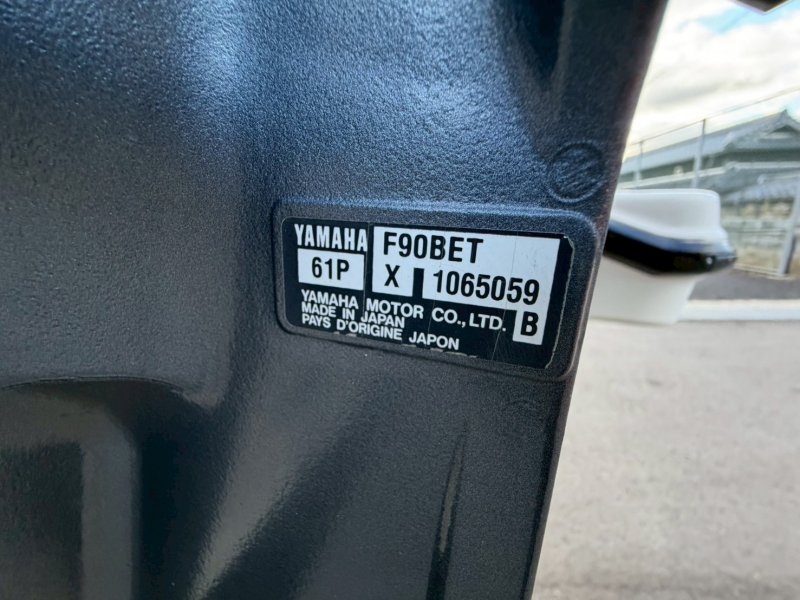 YAMAHA F90BET
61P X 1065059
YAMAHA MOTOR CO., LTD. B
MADE IN JAPAN
PAYS D'ORIGINE JAPON